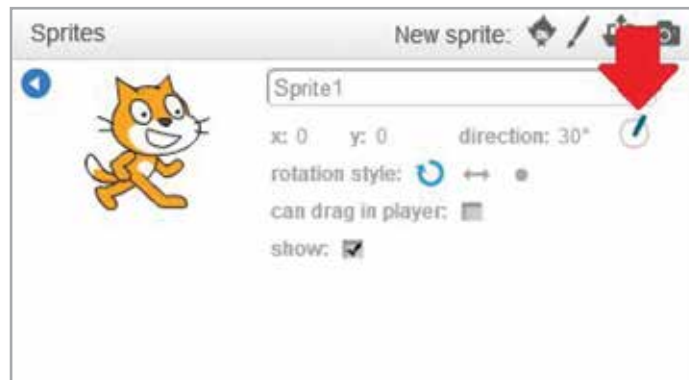 Sprites New sprite:
Sprite1
x: 0 y: 0 direction: 30°
rotation style:
can drag in player:
show: